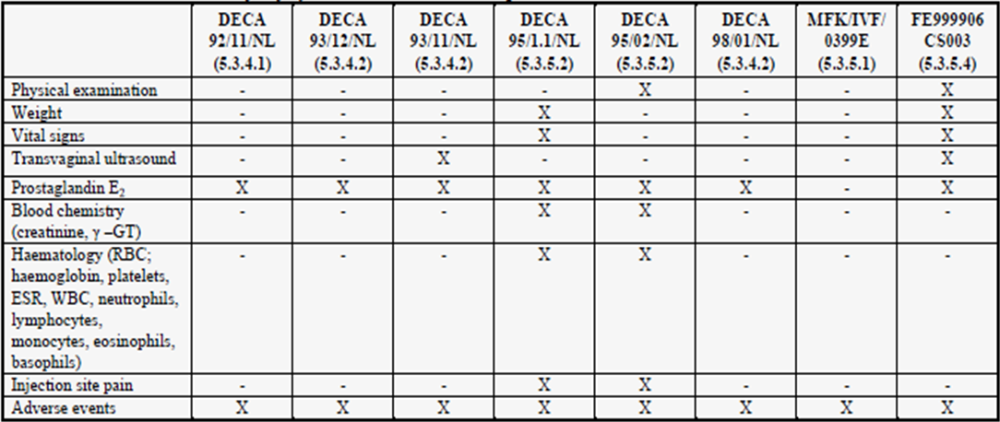 DECA 92/11/NL (5.3.4.1) DECA 93/12/NL (5.3.4.2) DECA 93/11/NL (5.3.4.2) DECA 95/1.1/NL (5.3.5.2) DECA 95/02/NL (5.3.5.2) DECA 98/01/NL (5.3.4.2) MFK/IVF/ 0399E (5.3.5.1) FE999906 CS003 (5.3.5.4)
Physical examination - - - - X - - X
Weight - - - X - - - X
Vital signs - - - X - - - X
Transvaginal ultrasound - - X - - - - X
Prostaglandin E₂ X X X X X X - X
Blood chemistry - - - X X - - -
(creatinine, γ –GT)
Haematology (RBC; - - - X X - - -
haemoglobin, platelets,
ESR, WBC, neutrophils,
lymphocytes,
monocytes, eosinophils,
basophils)
Injection site pain - - - X X - - -
Adverse events X X X X X X X X